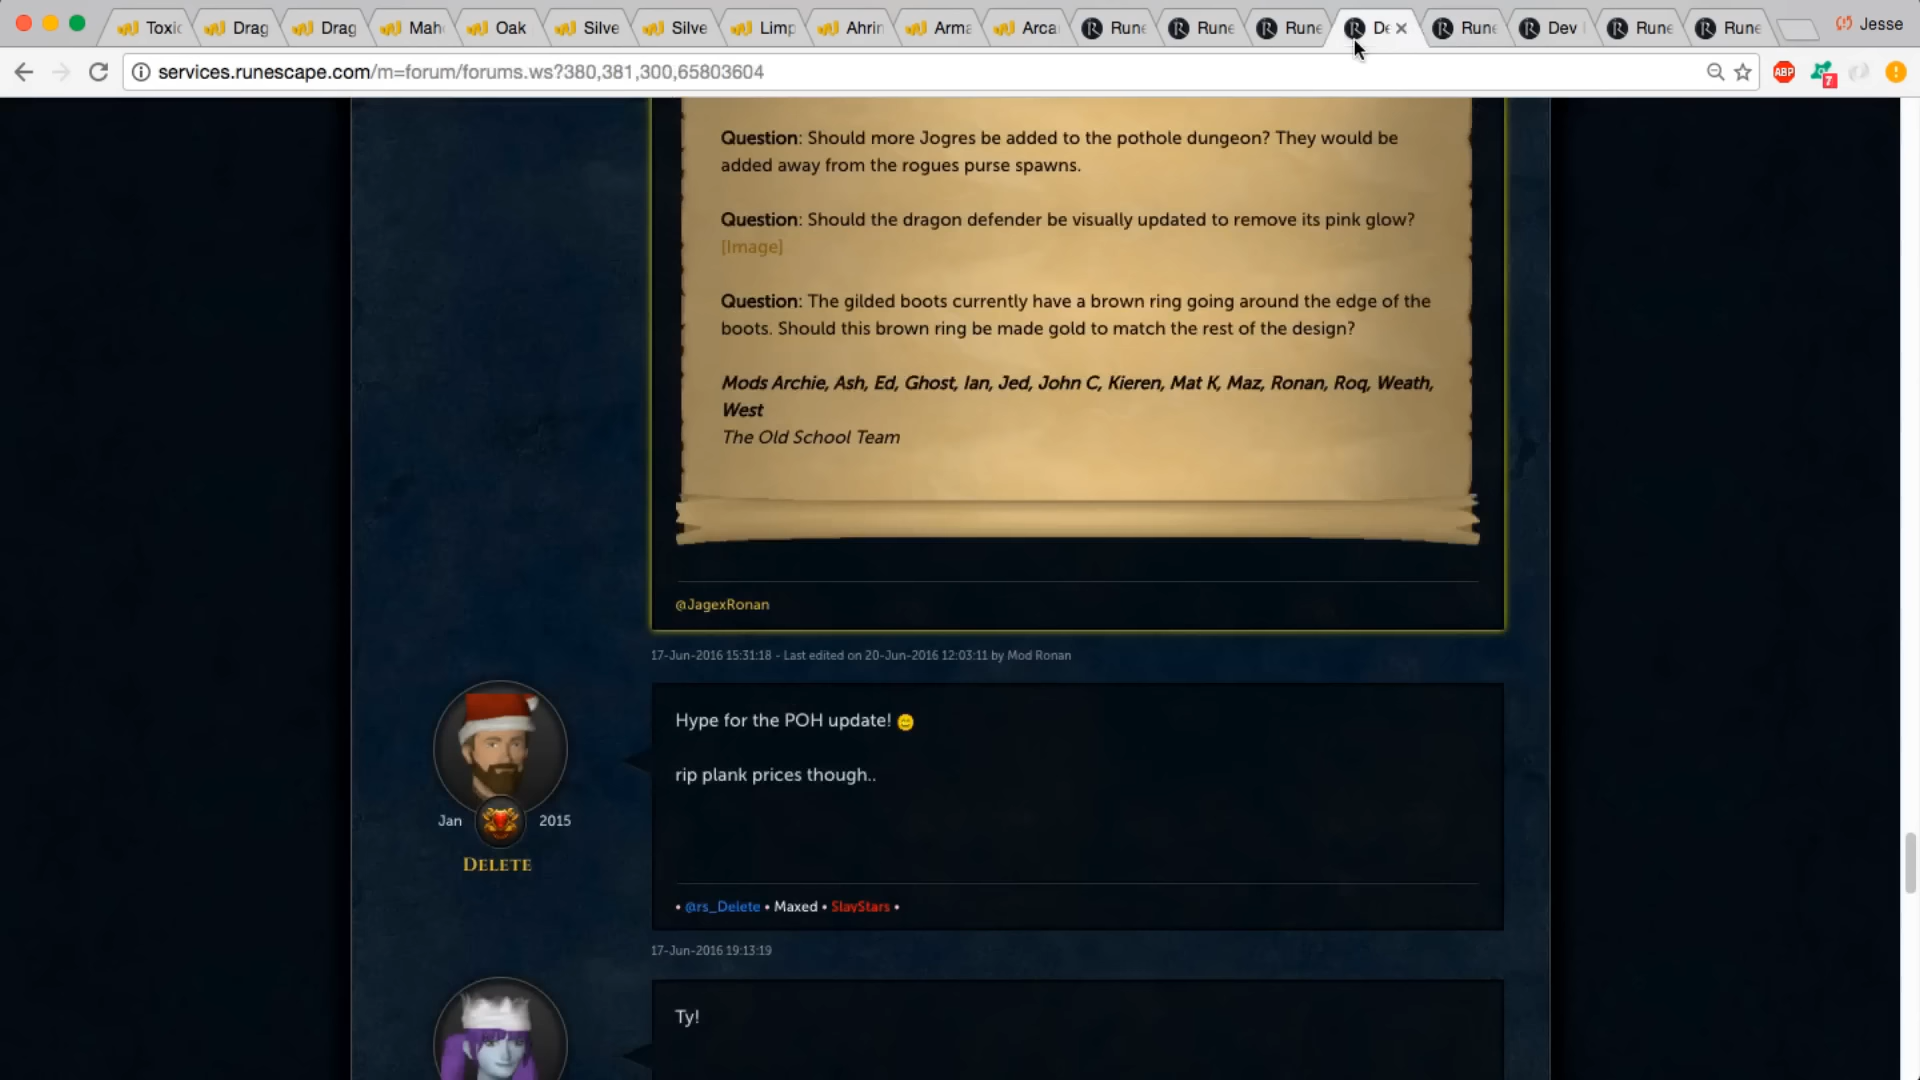 Toxic
Drag
Drag
Mah
Oak
Silve
Silve
Limp
Ahrin
Arma
Arca
Rune
Rune
Rune
De
Rune
Dev
Rune
Rune
Jesse
services.runescape.com/m=forum/forums.ws?380,381,300,65803604
ABP
7
Question: Should more Jogres be added to the pothole dungeon? They would be
added away from the rogues purse spawns.
Question: Should the dragon defender be visually updated to remove its pink glow?
[Image]
Question: The gilded boots currently have a brown ring going around the edge of the
boots. Should this brown ring be made gold to match the rest of the design?
Mods Archie, Ash, Ed, Ghost, Ian, Jed, John C, Kieren, Mat K, Maz, Ronan, Roq, Weath,
West
The Old School Team
@JagexRonan
17-Jun-2016 15:31:18 - Last edited on 20-Jun-2016 12:03:11 by Mod Ronan
Hype for the POH update!
rip plank prices though..
Jan 2015
DELETE
• @rs_Delete • Maxed • SlayStars •
17-Jun-2016 19:13:19
Ty!